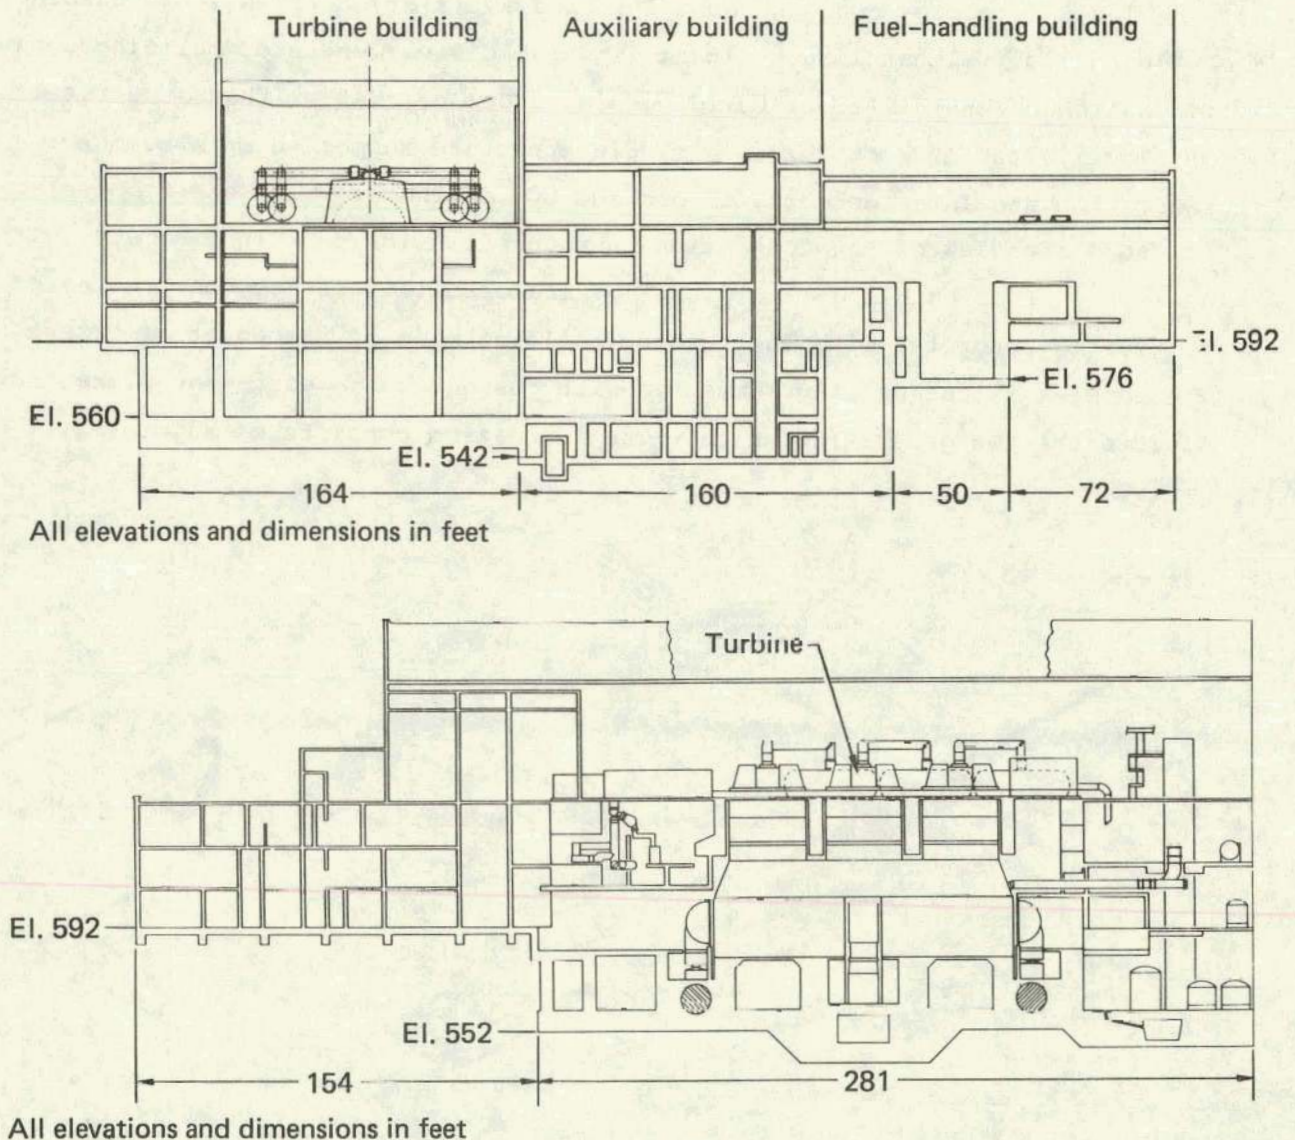 Turbine building
Auxiliary building
Fuel-handling building
El. 592
El. 576
El. 560
El. 542
164
160
50
72
All elevations and dimensions in feet
Turbine
El. 592
El. 552
154
281
All elevations and dimensions in feet